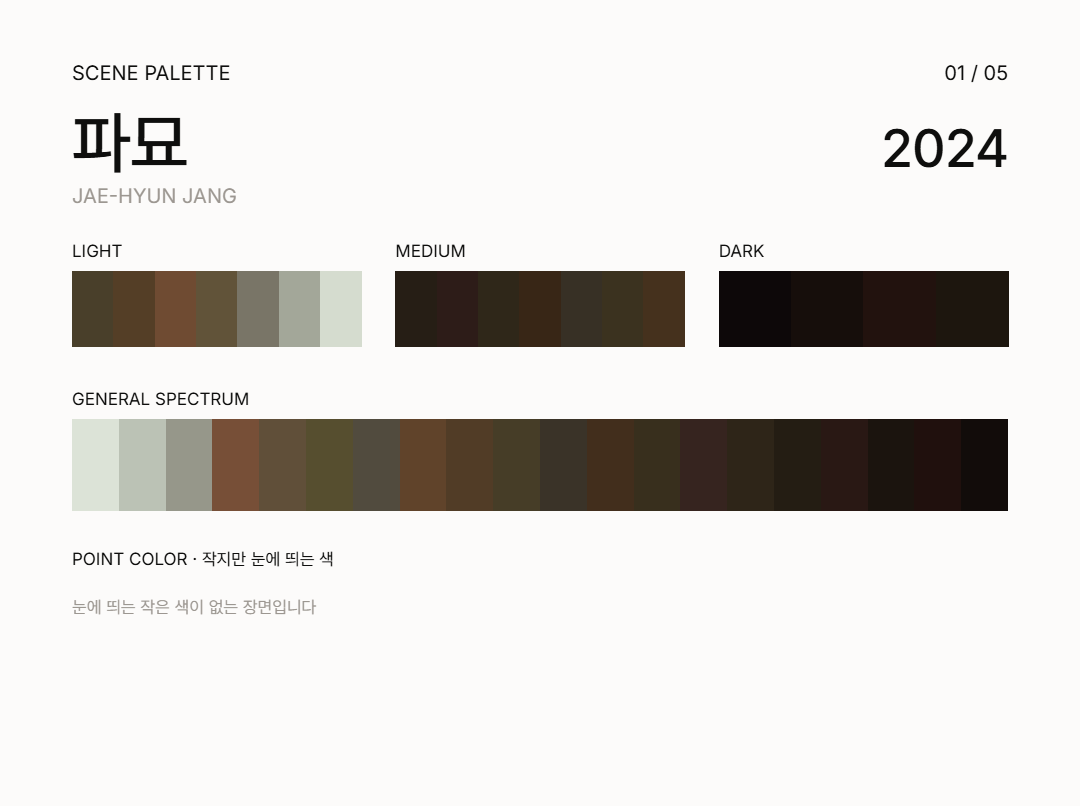 SCENE PALETTE
01 / 05
파묘
2024
JAE-HYUN JANG
LIGHT
MEDIUM
DARK
GENERAL SPECTRUM
POINT COLOR · 작지만 눈에 띄는 색
눈에 띄는 작은 색이 없는 장면입니다